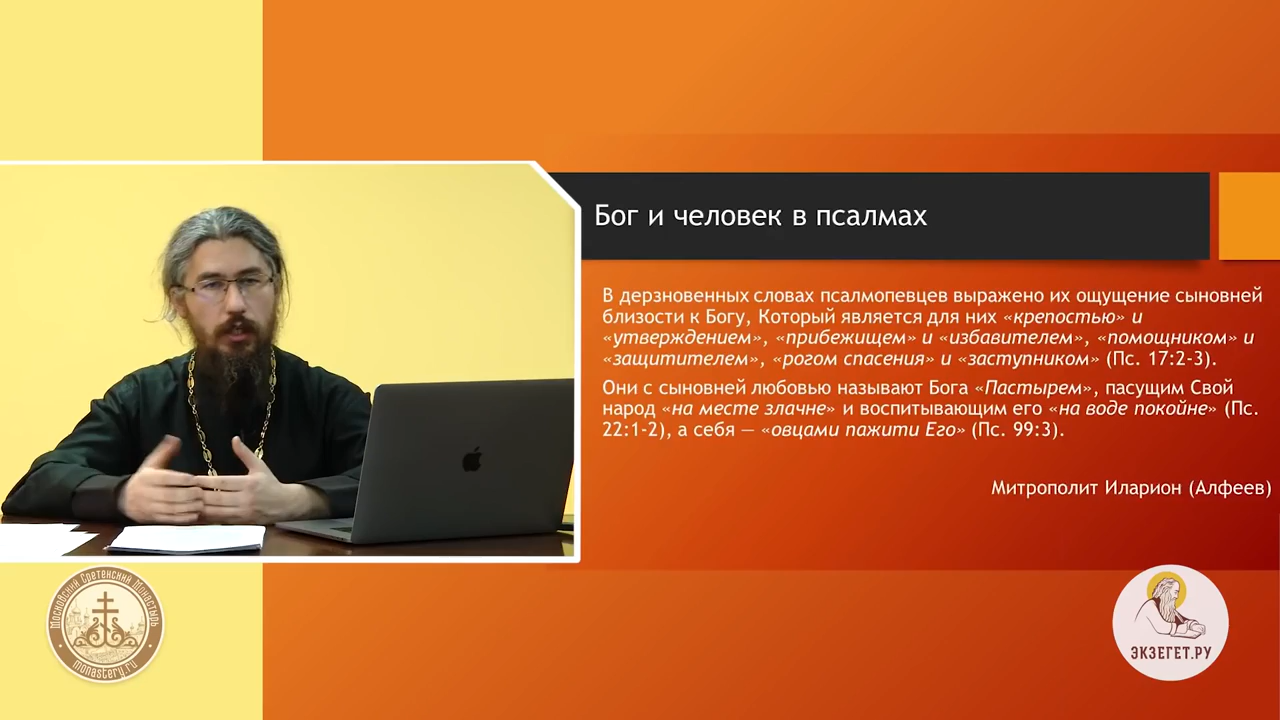 Бог и человек в псалмах
В дерзновенных словах псалмопевцев выражено их ощущение сыновней
близости к Богу, Который является для них «крепостью» и
«утверждением», «прибежищем» и «избавителем», «помощником» и
«защитителем», «рогом спасения» и «заступником» (Пс. 17:2-3).
Они с сыновней любовью называют Бога «Пастырем», пасущим Свой
народ «на месте злачне» и воспитывающим его «на воде покойне» (Пс.
22:1-2), а себя — «овцами пажити Его» (Пс. 99:3).
Митрополит Иларион (Алфеев)
Московский Сретенский Монастырь
monastery.ru
ЭКЗЕГЕТ.РУ